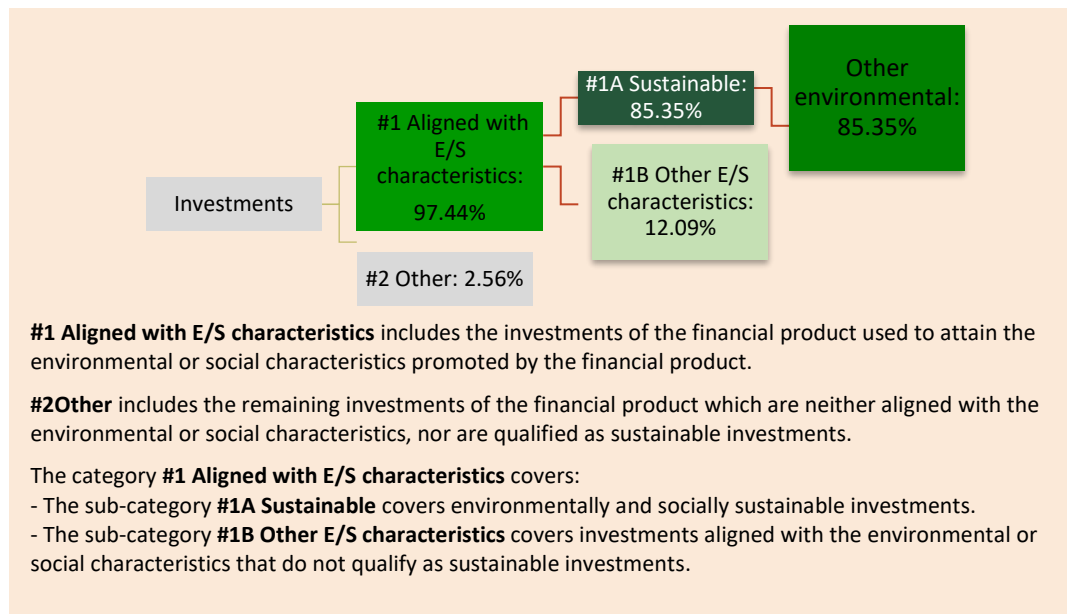 Investments
#1 Aligned with
E/S
characteristics:
97.44%
#2 Other: 2.56%
#1A Sustainable:
85.35%
#1B Other E/S
characteristics:
12.09%
Other
environmental:
85.35%
#1 Aligned with E/S characteristics includes the investments of the financial product used to attain the
environmental or social characteristics promoted by the financial product.
#2Other includes the remaining investments of the financial product which are neither aligned with the
environmental or social characteristics, nor are qualified as sustainable investments.
The category #1 Aligned with E/S characteristics covers:
- The sub-category #1A Sustainable covers environmentally and socially sustainable investments.
- The sub-category #1B Other E/S characteristics covers investments aligned with the environmental or
social characteristics that do not qualify as sustainable investments.